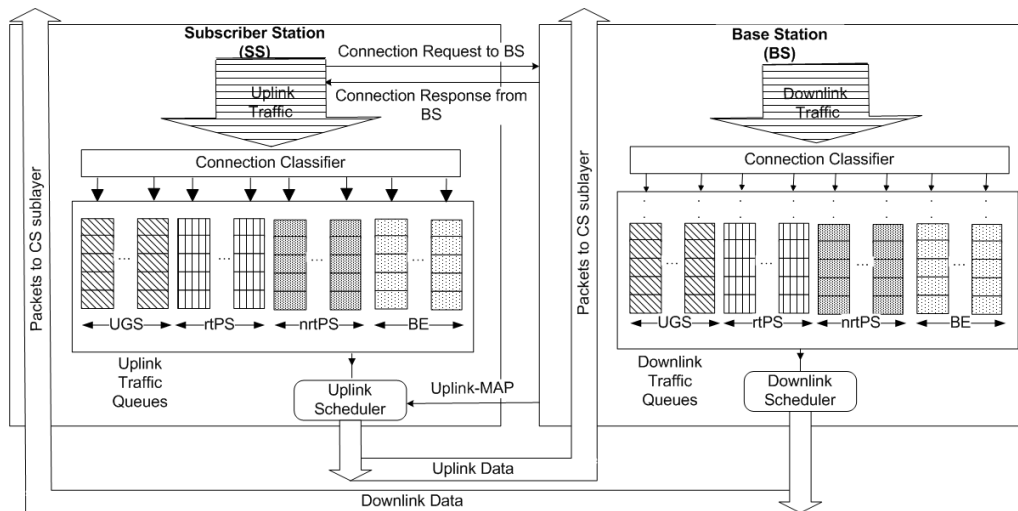 Subscriber Station
(SS)
Connection Request to BS
Connection Response from
BS
Uplink
Traffic
Connection Classifier
... ... ... ...
UGS rtPS nrtPS BE
Uplink
Traffic
Queues
Uplink
Scheduler
Uplink-MAP
Packets to CS sublayer
Base Station
(BS)
Downlink
Traffic
Connection Classifier
... ... ... ...
UGS rtPS nrtPS BE
Downlink
Traffic
Queues
Downlink
Scheduler
Packets to CS sublayer
Uplink Data
Downlink Data